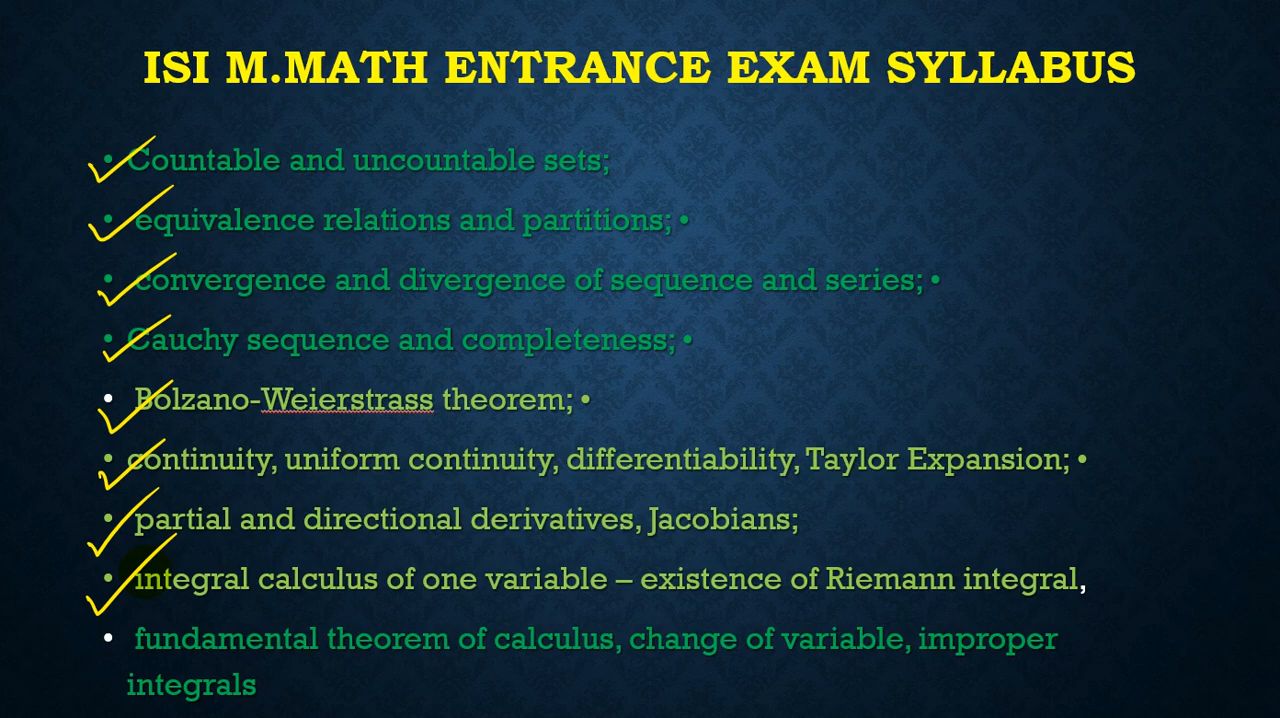 ISI M.MATH ENTRANCE EXAM SYLLABUS
• Countable and uncountable sets;
• equivalence relations and partitions; •
• convergence and divergence of sequence and series; •
• Cauchy sequence and completeness; •
• Bolzano-Weierstrass theorem; •
• continuity, uniform continuity, differentiability, Taylor Expansion; •
• partial and directional derivatives, Jacobians;
• integral calculus of one variable – existence of Riemann integral,
• fundamental theorem of calculus, change of variable, improper
integrals